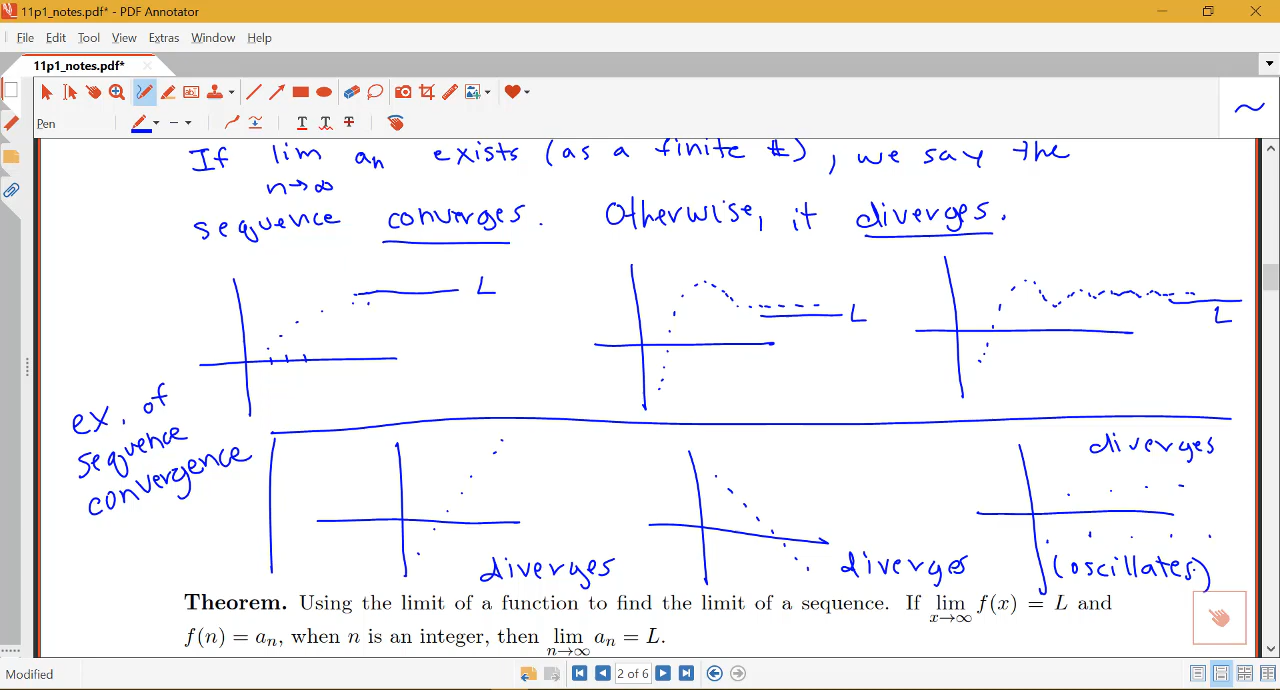 11p1_notes.pdf* - PDF Annotator
File Edit Tool View Extras Window Help
11p1_notes.pdf*
Pen
If lim an exists (as a finite #), we say the
n→∞
sequence converges. Otherwise, it diverges.
L
L
L
ex. of
sequence
convergence
diverges
diverges
diverges
(oscillates)
Theorem. Using the limit of a function to find the limit of a sequence. If lim f(x) = L and
x→∞
f(n) = an, when n is an integer, then lim an = L.
n→∞
Modified
2 of 6